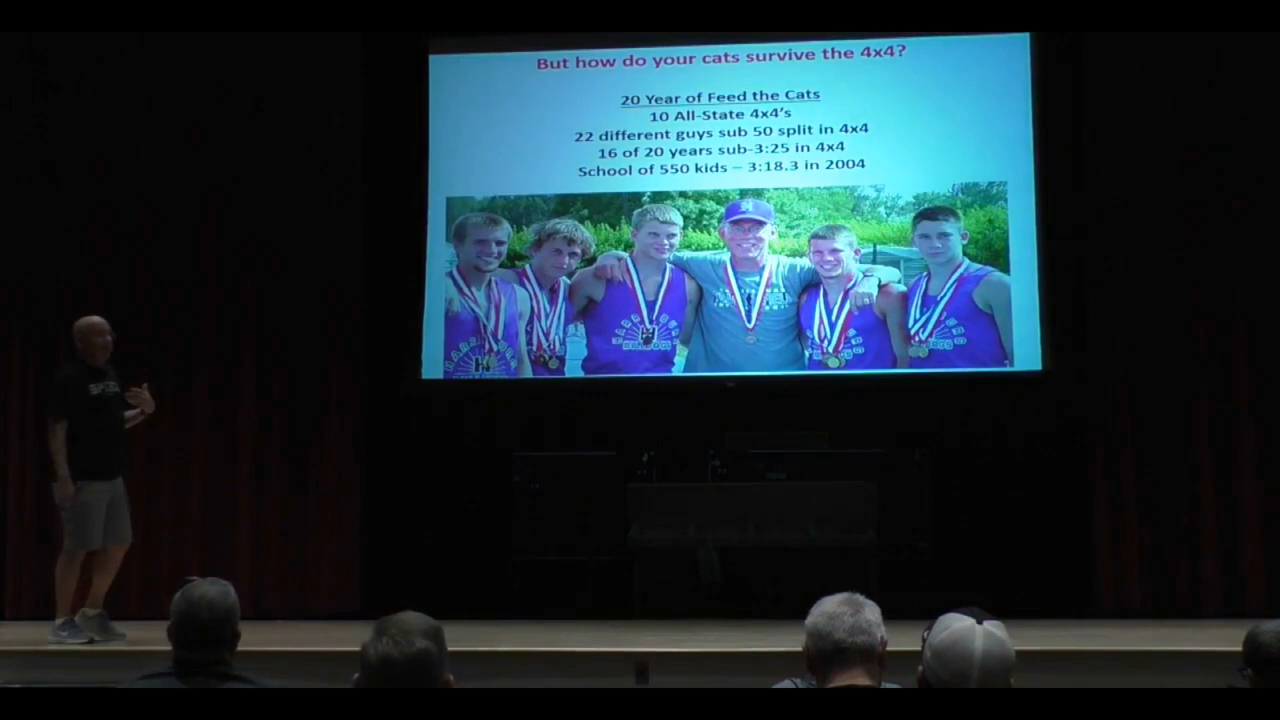 But how do your cats survive the 4x4?
20 Year of Feed the Cats
10 All-State 4x4's
22 different guys sub 50 split in 4x4
16 of 20 years sub-3:25 in 4x4
School of 550 kids – 3:18.3 in 2004